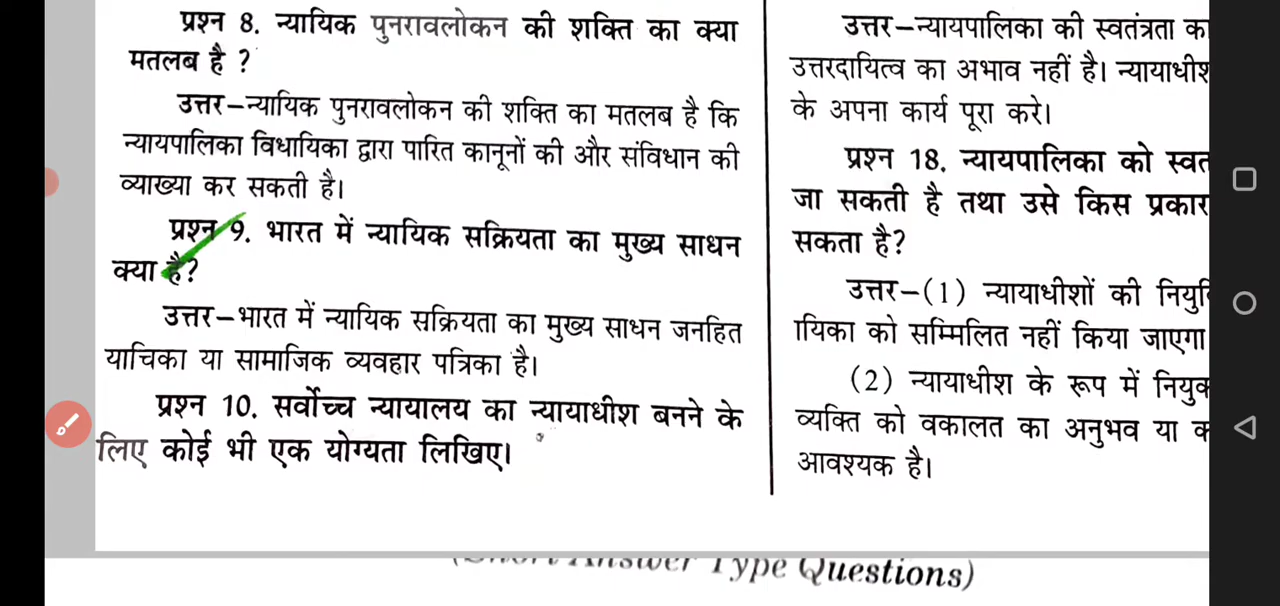 प्रश्न 8. न्यायिक पुनरावलोकन की शक्ति का क्या
मतलब है ?
उत्तर–न्यायिक पुनरावलोकन की शक्ति का मतलब है कि
न्यायपालिका विधायिका द्वारा पारित कानूनों की और संविधान की
व्याख्या कर सकती है।
प्रश्न 9. भारत में न्यायिक सक्रियता का मुख्य साधन
क्या है?
उत्तर–भारत में न्यायिक सक्रियता का मुख्य साधन जनहित
याचिका या सामाजिक व्यवहार पत्रिका है।
प्रश्न 10. सर्वोच्च न्यायालय का न्यायाधीश बनने के
लिए कोई भी एक योग्यता लिखिए।
उत्तर–न्यायपालिका की स्वतंत्रता का
उत्तरदायित्व का अभाव नहीं है। न्यायाधीश
के अपना कार्य पूरा करे।
प्रश्न 18. न्यायपालिका को स्वत
जा सकती है तथा उसे किस प्रकार
सकता है?
उत्तर–(1) न्यायाधीशों की नियु
ायिका को सम्मिलित नहीं किया जाएगा
(2) न्यायाधीश के रूप में नियुक
व्यक्ति को वकालत का अनुभव या क
आवश्यक है।
(Short Answer Type Questions)